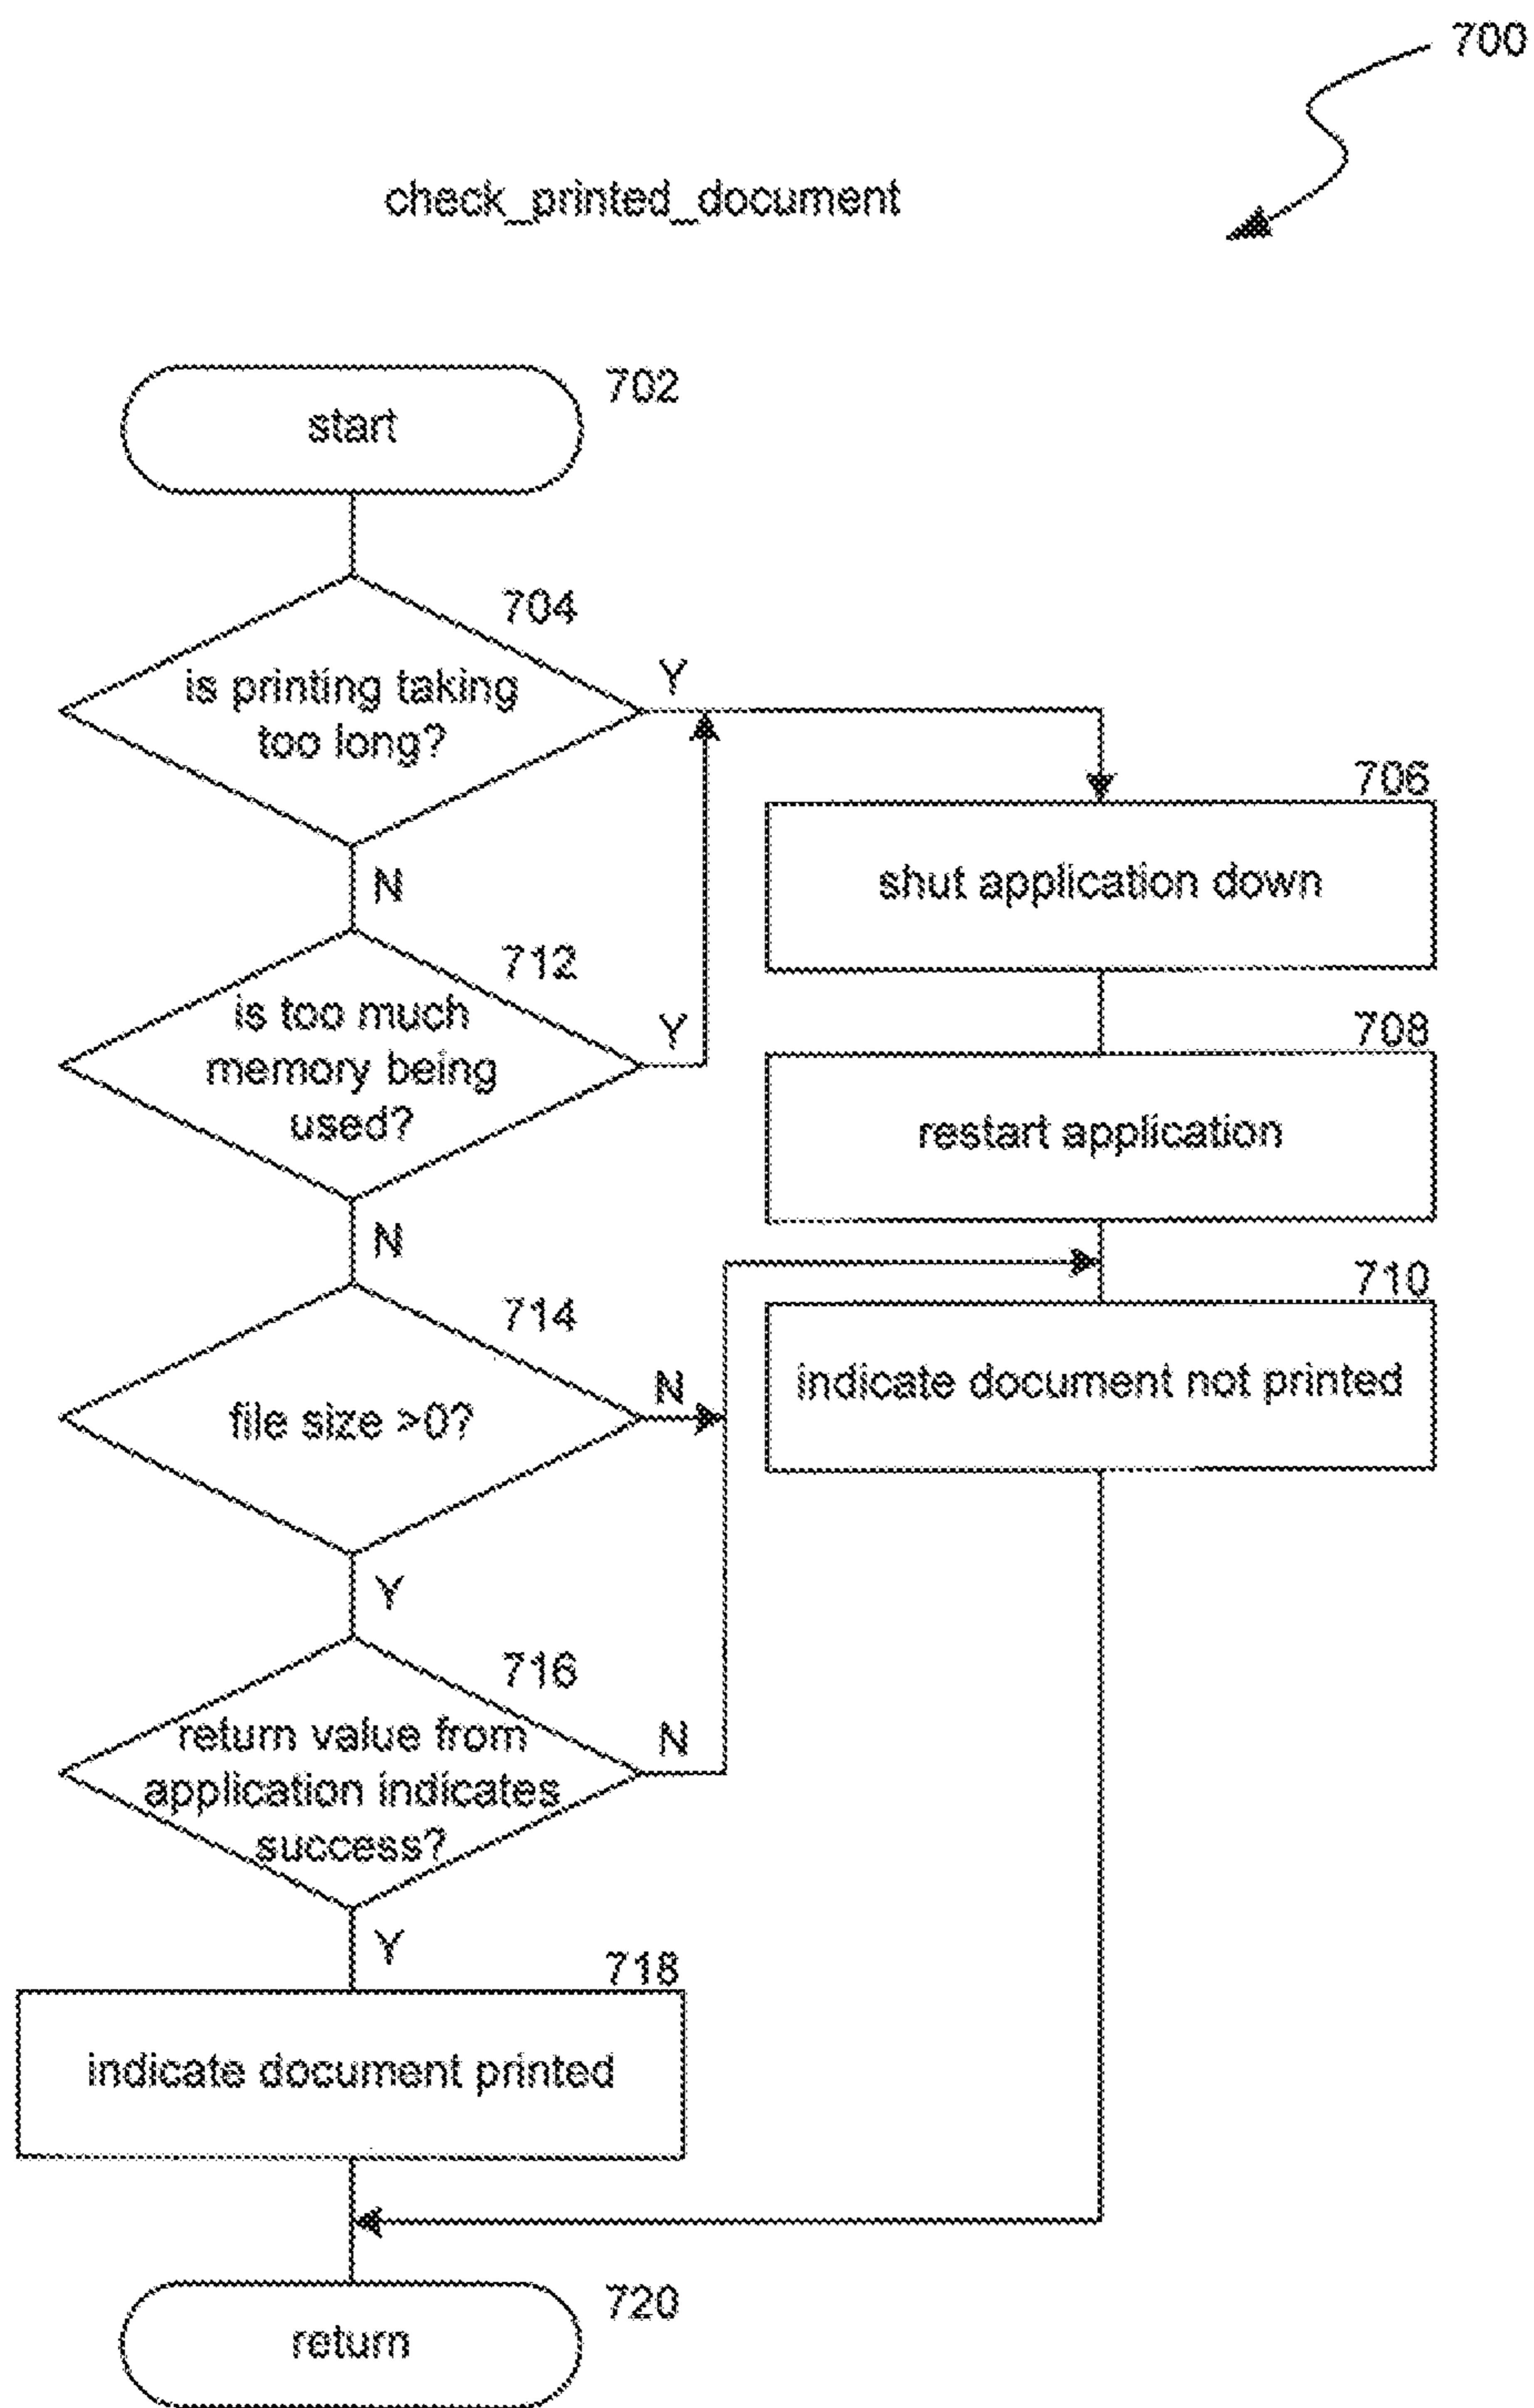 700
check_printed_document
702
start
704
is printing taking
too long?
Y
N
706
shut application down
712
is too much
memory being
used?
Y
N
708
restart application
714
file size >0?
N
Y
710
indicate document not printed
716
return value from
application indicates
success?
N
Y
718
indicate document printed
720
return